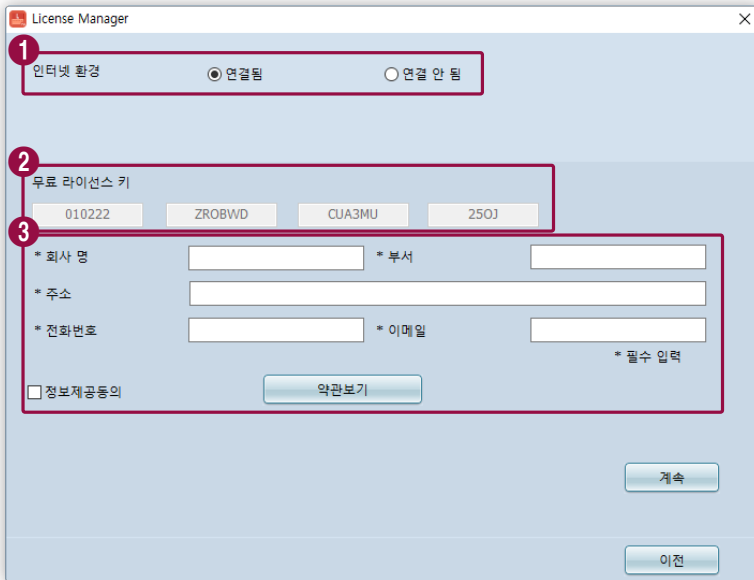 License Manager
1
인터넷 환경 연결됨 연결 안 됨
2
무료 라이선스 키
010222 ZROBWD CUA3MU 25OJ
3
* 회사 명 * 부서
* 주소
* 전화번호 * 이메일
* 필수 입력
정보제공동의 약관보기
계속
이전